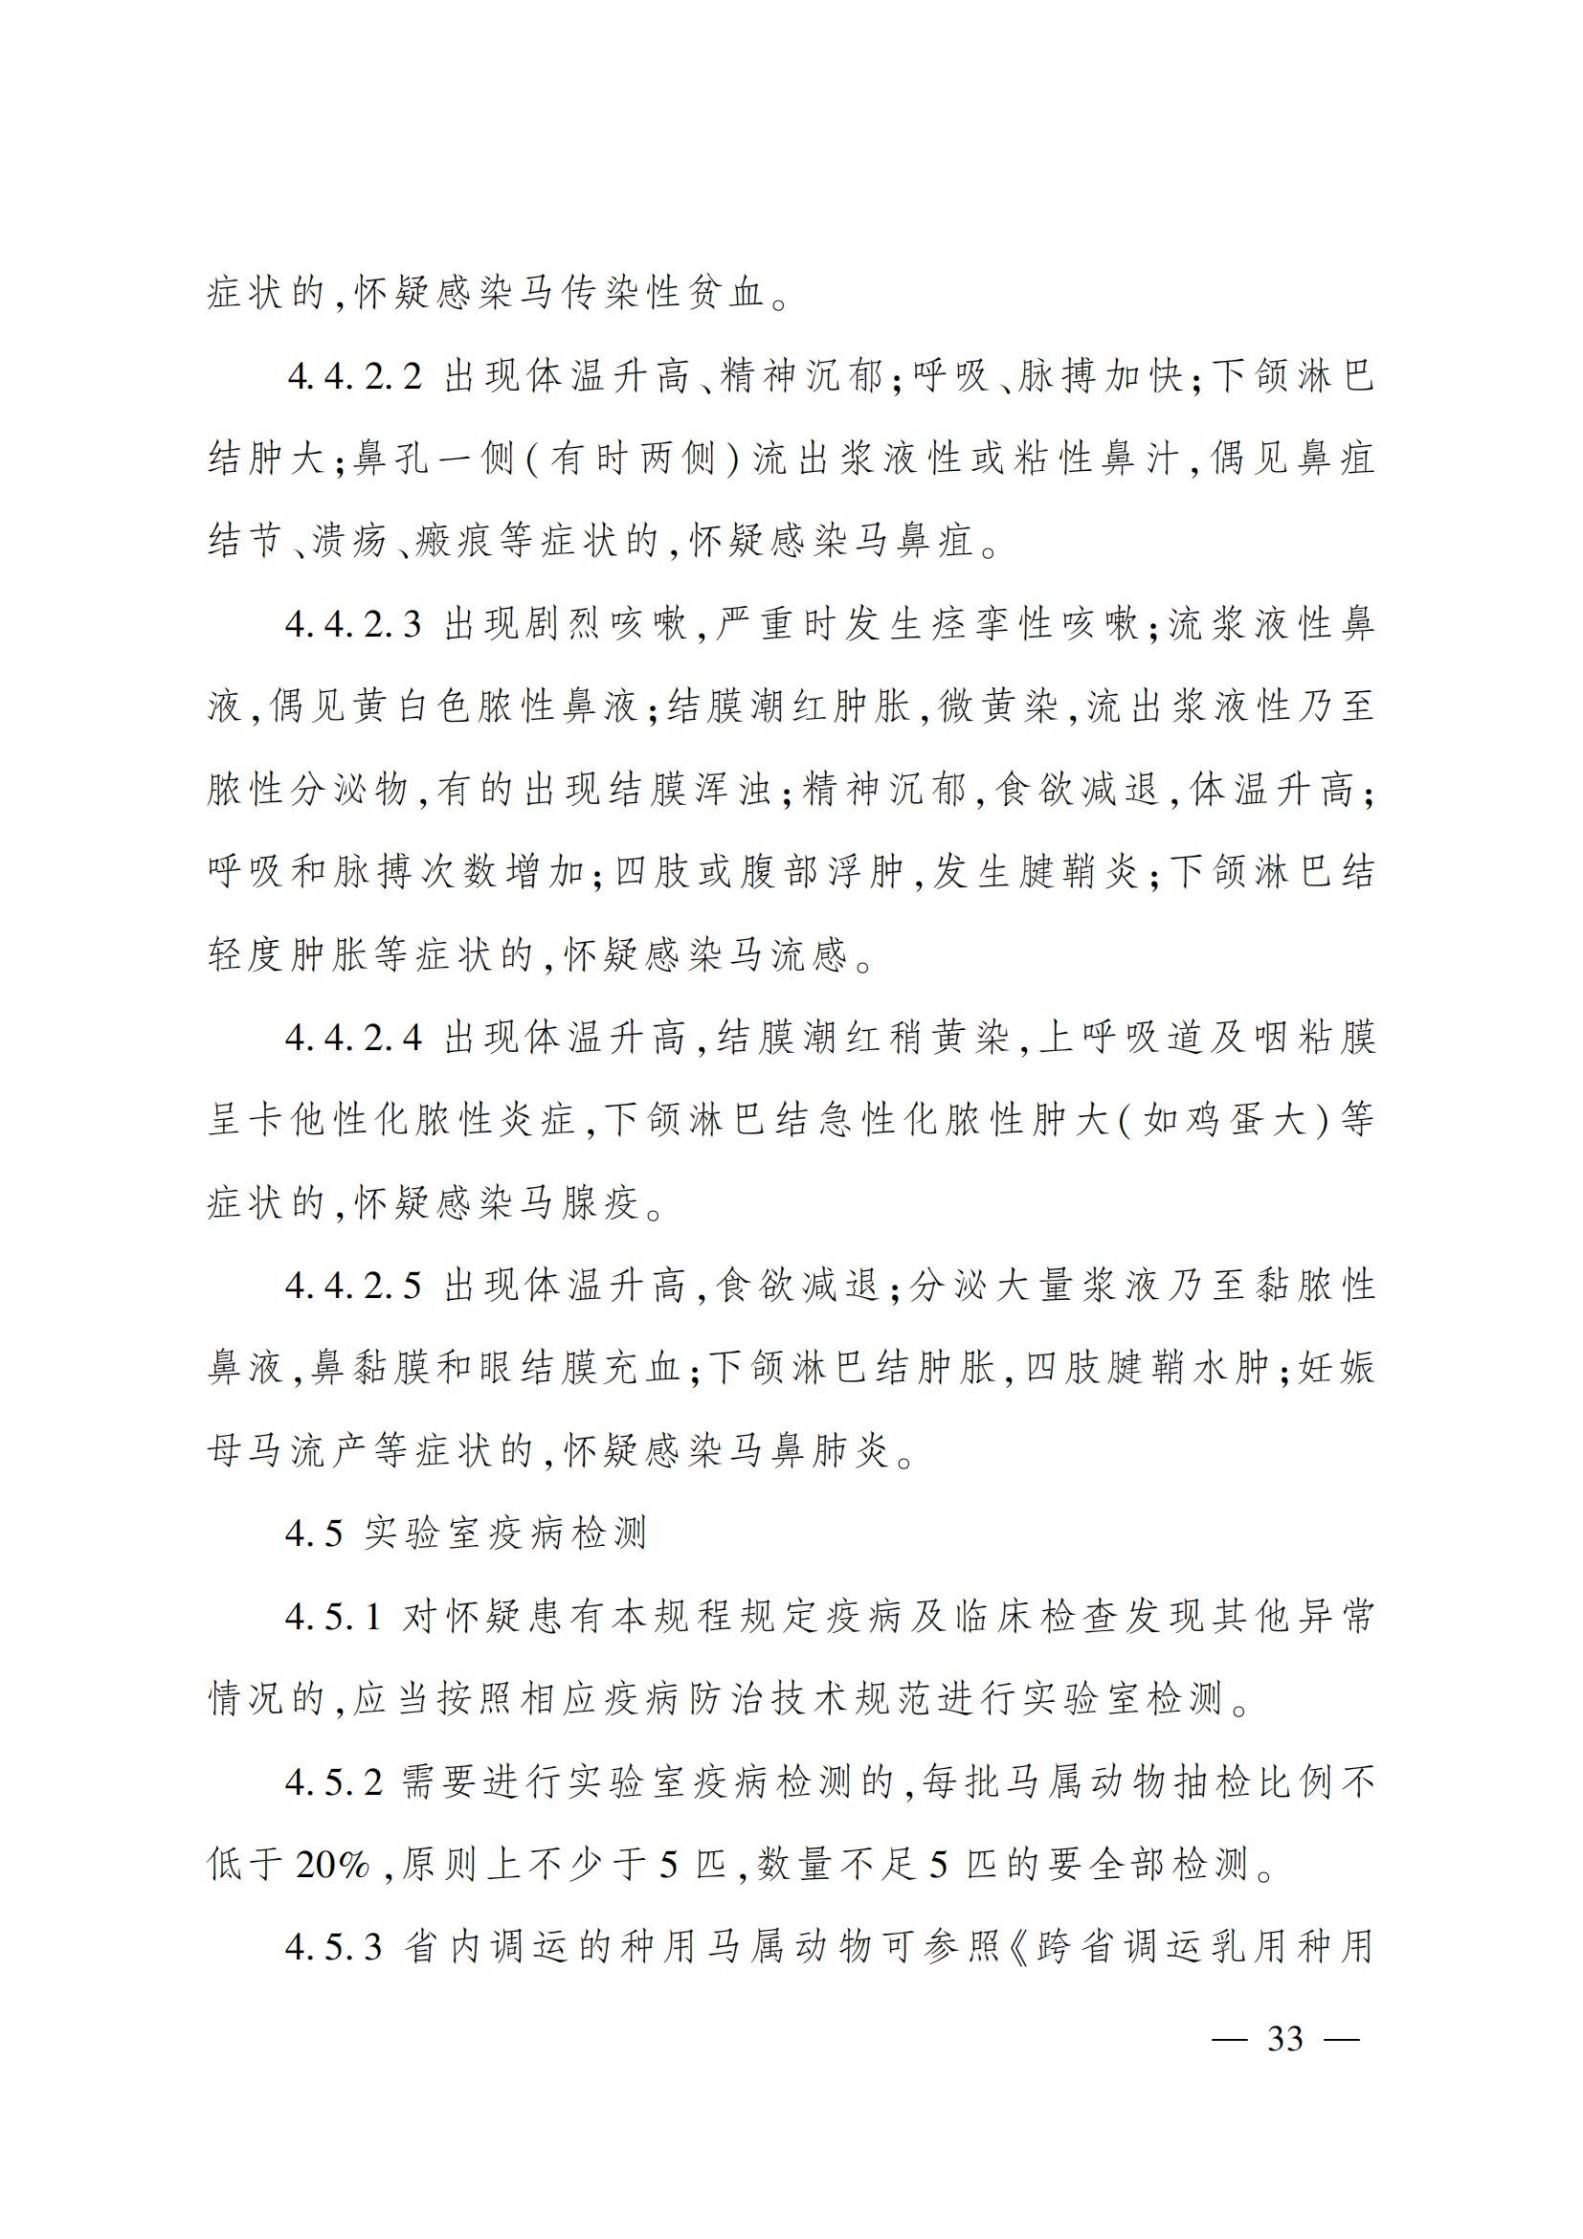 症状的,怀疑感染马传染性贫血。
4.4.2.2 出现体温升高、精神沉郁;呼吸、脉搏加快;下颌淋巴
结肿大;鼻孔一侧(有时两侧)流出浆液性或粘性鼻汁,偶见鼻疽
结节、溃疡、瘢痕等症状的,怀疑感染马鼻疽。
4.4.2.3 出现剧烈咳嗽,严重时发生痉挛性咳嗽;流浆液性鼻
液,偶见黄白色脓性鼻液;结膜潮红肿胀,微黄染,流出浆液性乃至
脓性分泌物,有的出现结膜浑浊;精神沉郁,食欲减退,体温升高;
呼吸和脉搏次数增加;四肢或腹部浮肿,发生腱鞘炎;下颌淋巴结
轻度肿胀等症状的,怀疑感染马流感。
4.4.2.4 出现体温升高,结膜潮红稍黄染,上呼吸道及咽粘膜
呈卡他性化脓性炎症,下颌淋巴结急性化脓性肿大(如鸡蛋大)等
症状的,怀疑感染马腺疫。
4.4.2.5 出现体温升高,食欲减退;分泌大量浆液乃至黏脓性
鼻液,鼻黏膜和眼结膜充血;下颌淋巴结肿胀,四肢腱鞘水肿;妊娠
母马流产等症状的,怀疑感染马鼻肺炎。
4.5 实验室疫病检测
4.5.1 对怀疑患有本规程规定疫病及临床检查发现其他异常
情况的,应当按照相应疫病防治技术规范进行实验室检测。
4.5.2 需要进行实验室疫病检测的,每批马属动物抽检比例不
低于 20%,原则上不少于 5 匹,数量不足 5 匹的要全部检测。
4.5.3 省内调运的种用马属动物可参照《跨省调运乳用种用
— 33 —